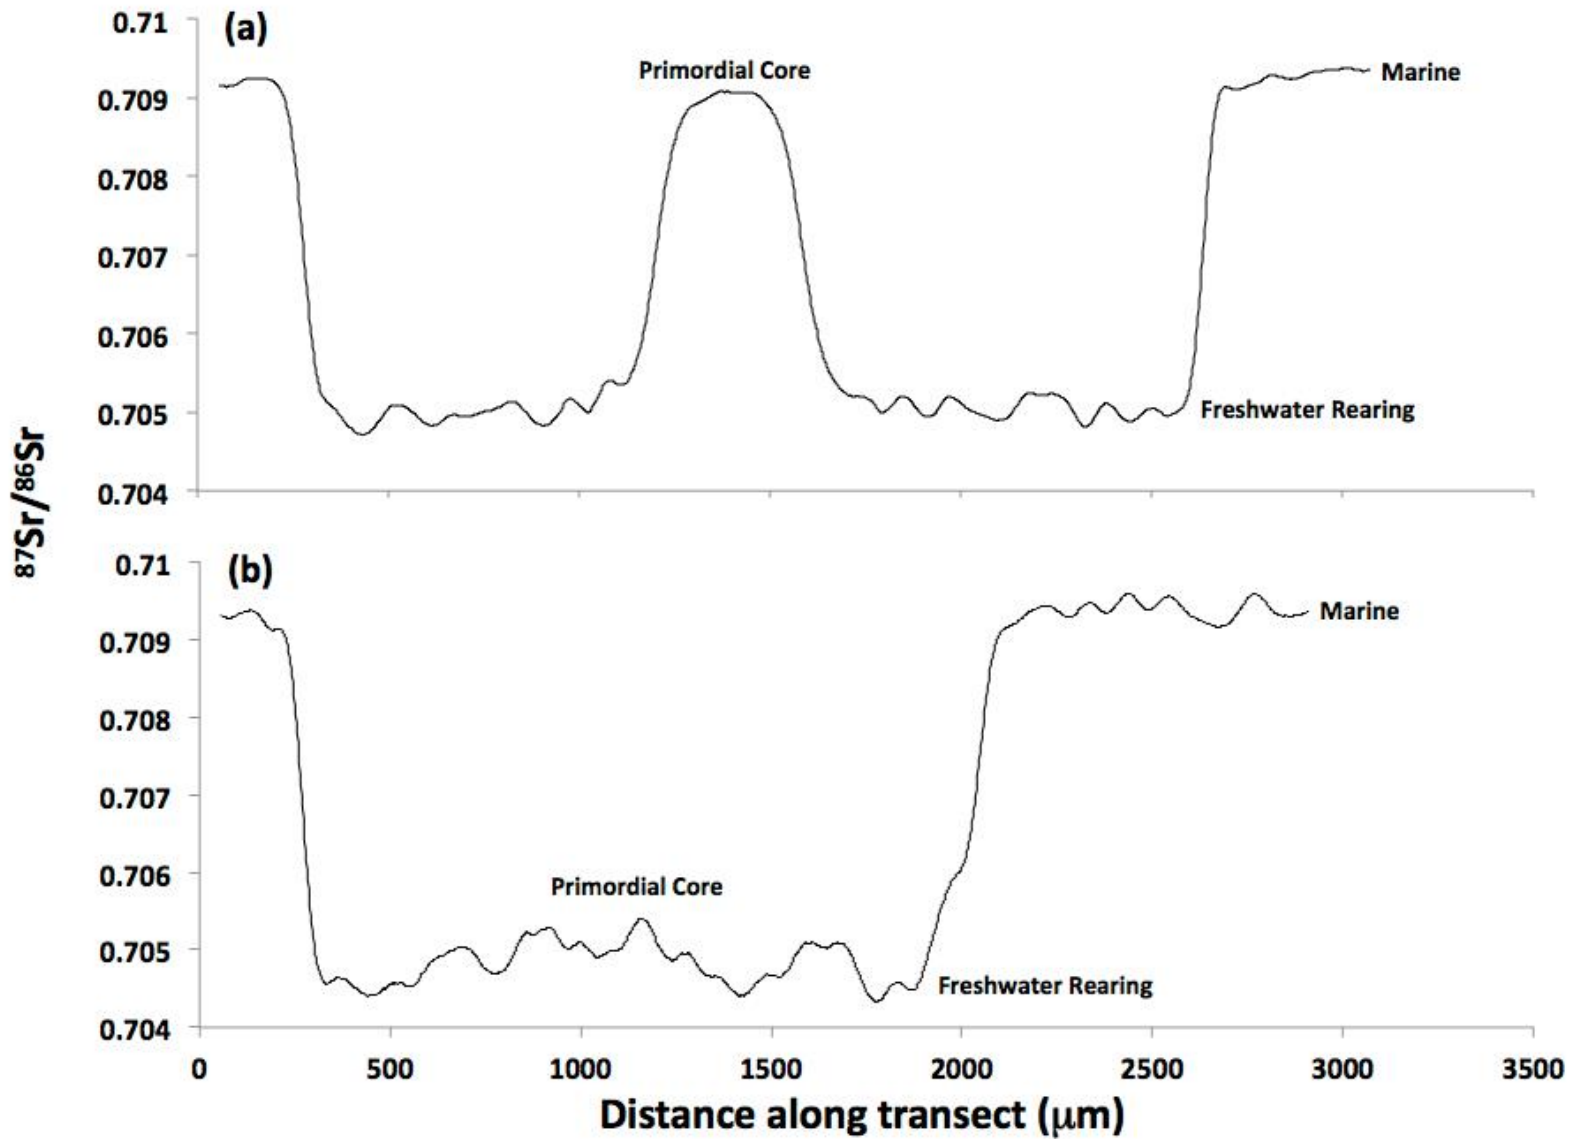 (a)
0.71
0.709
0.708
0.707
0.706
0.705
0.704
Primordial Core
Marine
Freshwater Rearing
⁸⁷Sr/⁸⁶Sr
(b)
0.71
0.709
0.708
0.707
0.706
0.705
0.704
Marine
Primordial Core
Freshwater Rearing
0 500 1000 1500 2000 2500 3000 3500
Distance along transect (μm)